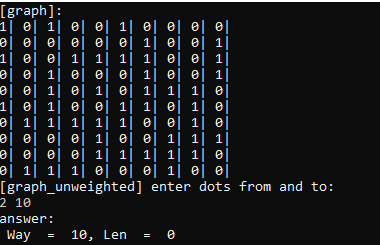 [graph]:
1| 0| 1| 0| 0| 1| 0| 0| 0| 0|
0| 0| 0| 0| 0| 0| 1| 0| 0| 1|
1| 0| 0| 1| 1| 1| 1| 0| 0| 0|
0| 0| 1| 0| 0| 0| 1| 0| 0| 1|
0| 0| 1| 0| 1| 0| 1| 1| 1| 0|
1| 0| 1| 0| 0| 1| 1| 0| 1| 0|
0| 1| 1| 1| 1| 1| 0| 0| 1| 0|
0| 0| 0| 0| 1| 0| 0| 1| 1| 1|
0| 0| 0| 0| 1| 1| 1| 1| 1| 0|
0| 1| 0| 1| 0| 0| 0| 1| 0| 0|
[graph_unweighted] enter dots from and to:
2 10
answer:
Way = 10, Len = 0